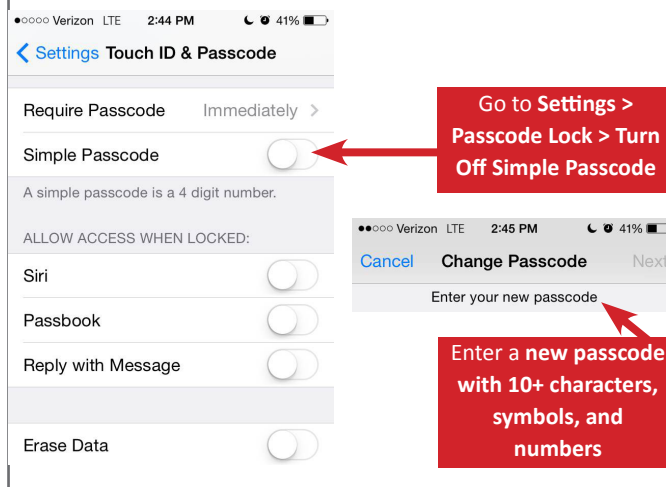 Verizon LTE 2:44 PM 41%
Settings Touch ID & Passcode
Require Passcode Immediately >
Simple Passcode
A simple passcode is a 4 digit number.
ALLOW ACCESS WHEN LOCKED:
Siri
Passbook
Reply with Message
Erase Data
Go to Settings >
Passcode Lock > Turn
Off Simple Passcode
Verizon LTE 2:45 PM 41%
Cancel Change Passcode Next
Enter your new passcode
Enter a new passcode
with 10+ characters,
symbols, and
numbers